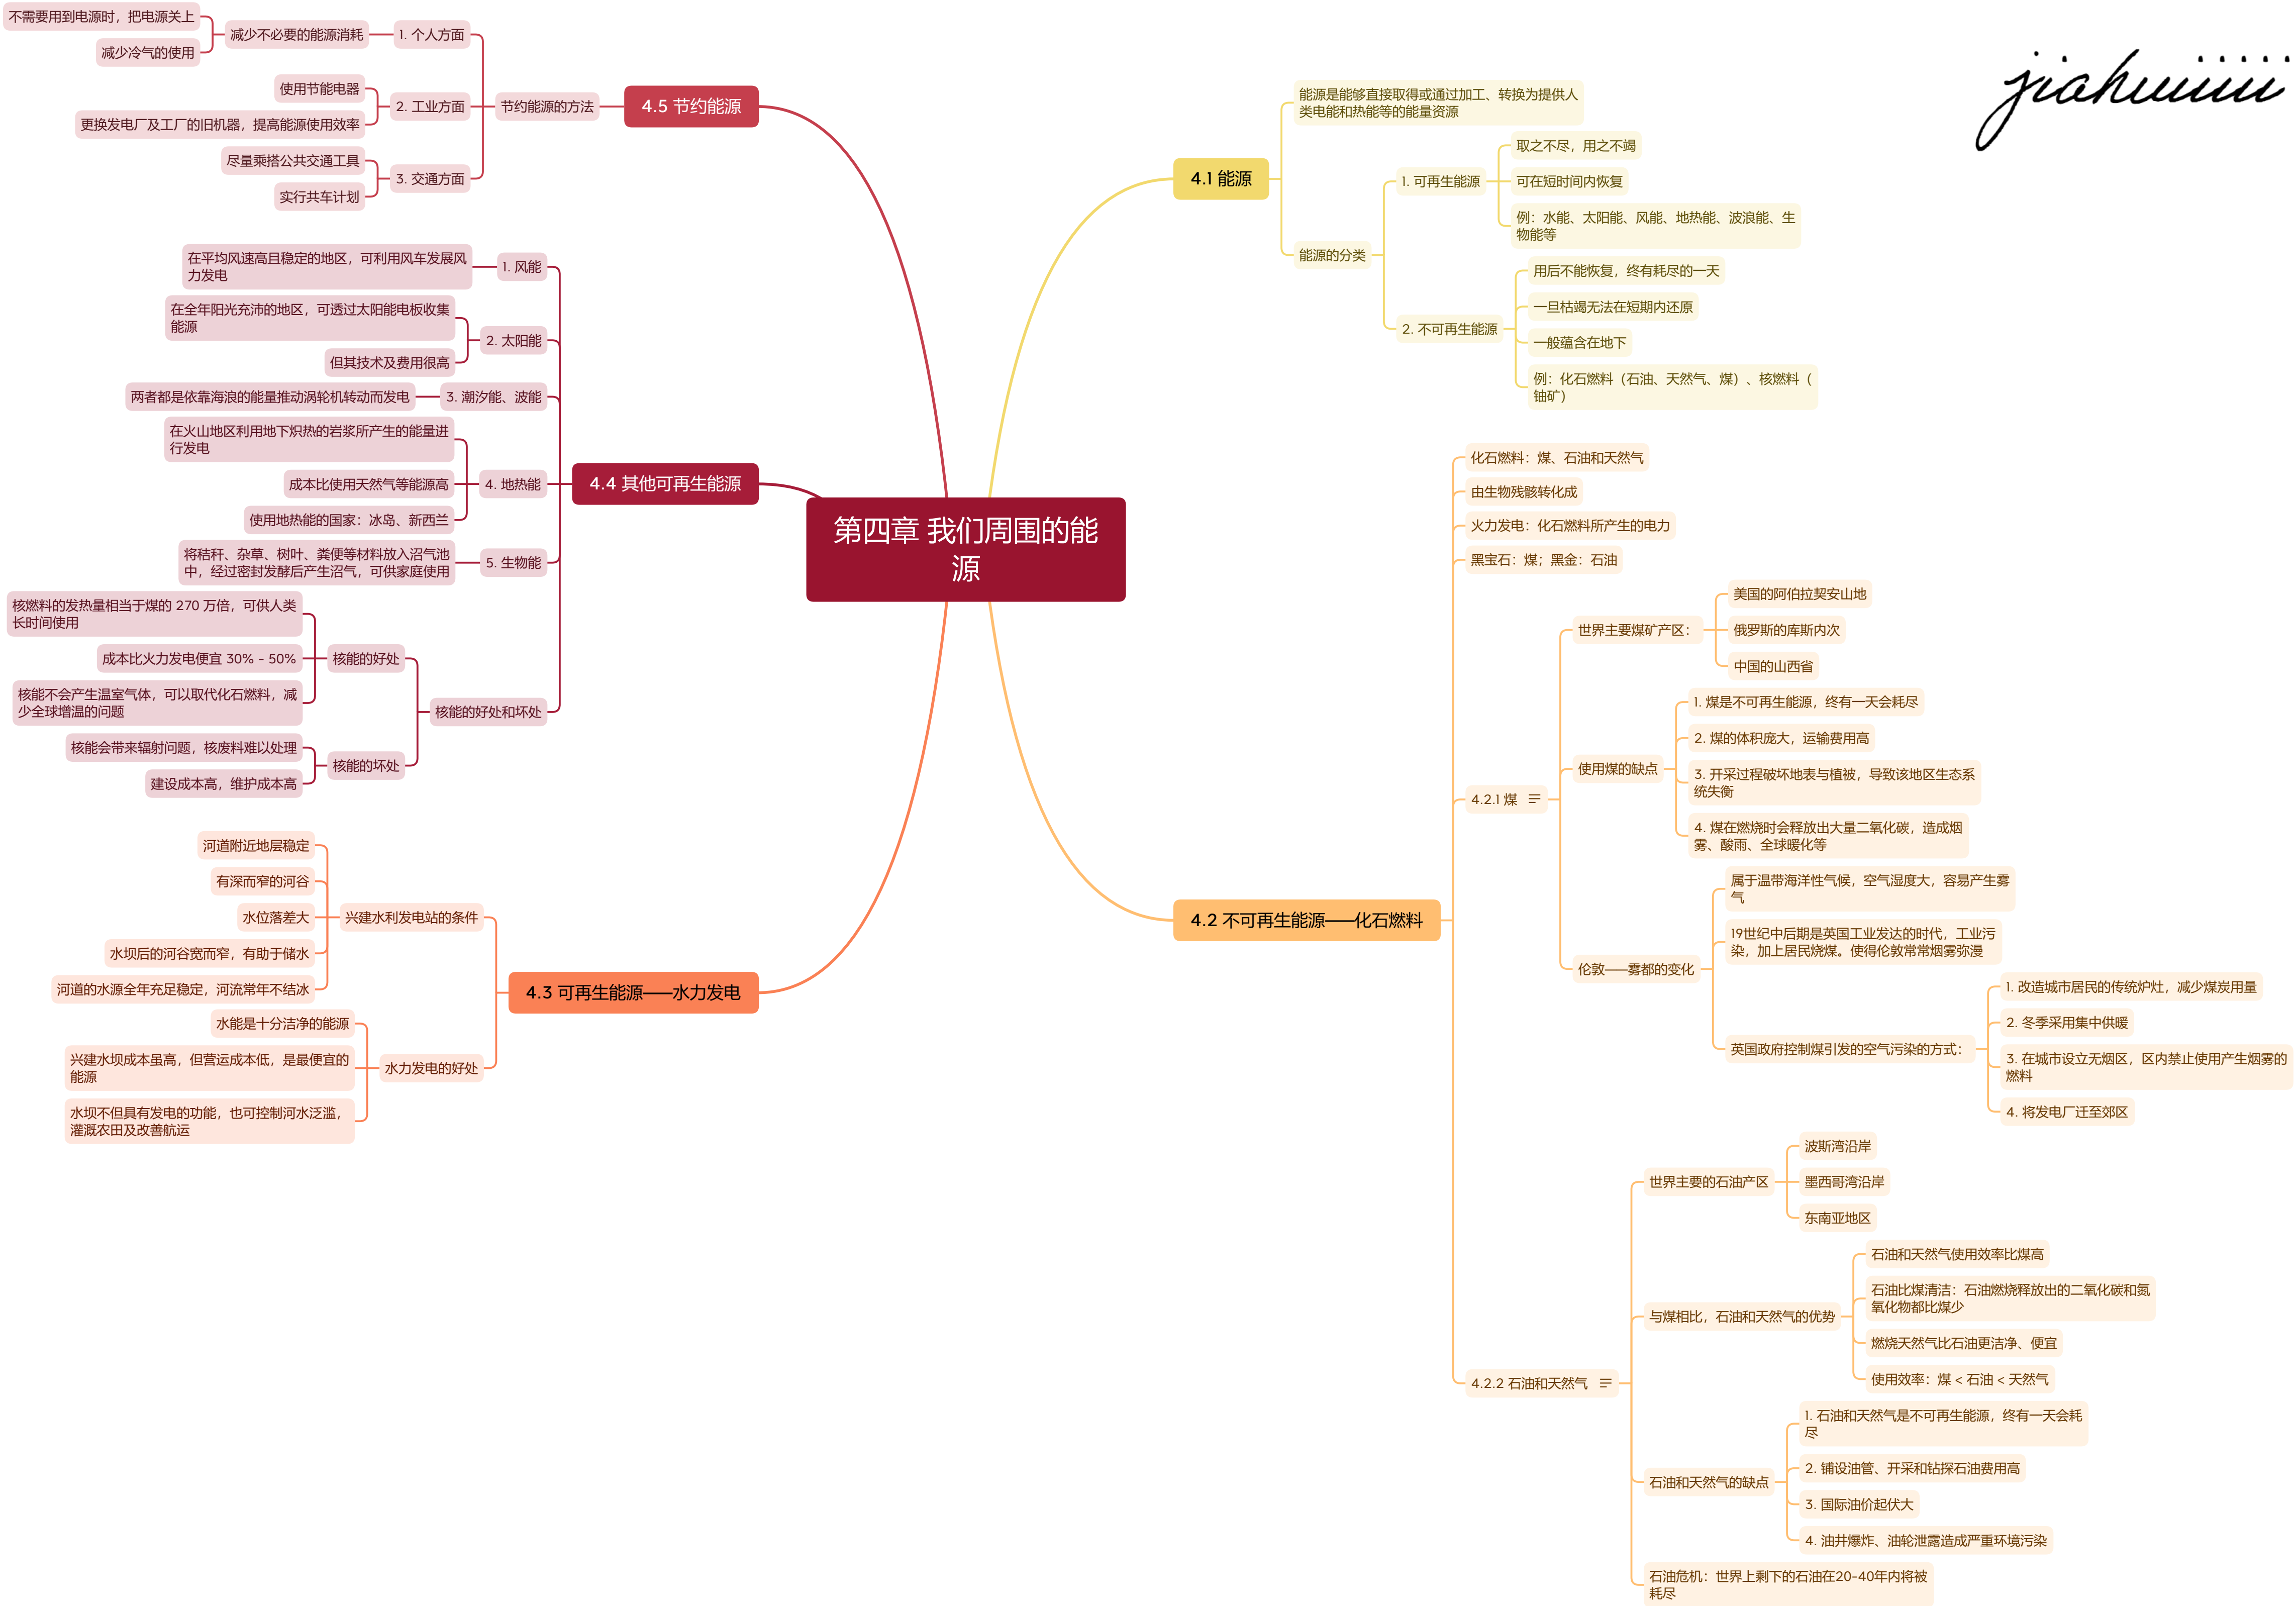 jiahuiiiiii
第四章 我们周围的能
源
4.1 能源
能源是能够直接取得或通过加工、转换为提供人
类电能和热能等的能量资源
能源的分类
1. 可再生能源
取之不尽，用之不竭
可在短时间内恢复
例：水能、太阳能、风能、地热能、波浪能、生
物能等
2. 不可再生能源
用后不能恢复，终有耗尽的一天
一旦枯竭无法在短期内还原
一般蕴含在地下
例：化石燃料（石油、天然气、煤）、核燃料（
铀矿）
4.2 不可再生能源——化石燃料
化石燃料：煤、石油和天然气
由生物残骸转化成
火力发电：化石燃料所产生的电力
黑宝石：煤；黑金：石油
4.2.1 煤
世界主要煤矿产区：
美国的阿伯拉契安山地
俄罗斯的库斯内次
中国的山西省
使用煤的缺点
1. 煤是不可再生能源，终有一天会耗尽
2. 煤的体积庞大，运输费用高
3. 开采过程破坏地表与植被，导致该地区生态系
统失衡
4. 煤在燃烧时会释放出大量二氧化碳，造成烟
雾、酸雨、全球暖化等
伦敦——雾都的变化
属于温带海洋性气候，空气湿度大，容易产生雾
气
19世纪中后期是英国工业发达的时代，工业污
染，加上居民烧煤。使得伦敦常常烟雾弥漫
英国政府控制煤引发的空气污染的方式：
1. 改造城市居民的传统炉灶，减少煤炭用量
2. 冬季采用集中供暖
3. 在城市设立无烟区，区内禁止使用产生烟雾的
燃料
4. 将发电厂迁至郊区
4.2.2 石油和天然气
世界主要的石油产区
波斯湾沿岸
墨西哥湾沿岸
东南亚地区
与煤相比，石油和天然气的优势
石油和天然气使用效率比煤高
石油比煤清洁：石油燃烧释放出的二氧化碳和氮
氧化物都比煤少
燃烧天然气比石油更洁净、便宜
使用效率：煤 < 石油 < 天然气
石油和天然气的缺点
1. 石油和天然气是不可再生能源，终有一天会耗
尽
2. 铺设油管、开采和钻探石油费用高
3. 国际油价起伏大
4. 油井爆炸、油轮泄露造成严重环境污染
石油危机：世界上剩下的石油在20-40年内将被
耗尽
4.3 可再生能源——水力发电
兴建水利发电站的条件
河道附近地层稳定
有深而窄的河谷
水位落差大
水坝后的河谷宽而窄，有助于储水
河道的水源全年充足稳定，河流常年不结冰
水力发电的好处
水能是十分洁净的能源
兴建水坝成本虽高，但营运成本低，是最便宜的
能源
水坝不但具有发电的功能，也可控制河水泛滥，
灌溉农田及改善航运
4.4 其他可再生能源
1. 风能
在平均风速高且稳定的地区，可利用风车发展风
力发电
2. 太阳能
在全年阳光充沛的地区，可透过太阳能电板收集
能源
但其技术及费用很高
3. 潮汐能、波能
两者都是依靠海浪的能量推动涡轮机转动而发电
4. 地热能
在火山地区利用地下炽热的岩浆所产生的能量进
行发电
成本比使用天然气等能源高
使用地热能的国家：冰岛、新西兰
5. 生物能
将秸秆、杂草、树叶、粪便等材料放入沼气池
中，经过密封发酵后产生沼气，可供家庭使用
核能的好处和坏处
核能的好处
核燃料的发热量相当于煤的 270 万倍，可供人类
长时间使用
成本比火力发电便宜 30% - 50%
核能不会产生温室气体，可以取代化石燃料，减
少全球增温的问题
核能的坏处
核能会带来辐射问题，核废料难以处理
建设成本高，维护成本高
4.5 节约能源
节约能源的方法
1. 个人方面
减少不必要的能源消耗
不需要用到电源时，把电源关上
减少冷气的使用
2. 工业方面
使用节能电器
更换发电厂及工厂的旧机器，提高能源使用效率
3. 交通方面
尽量乘搭公共交通工具
实行共车计划